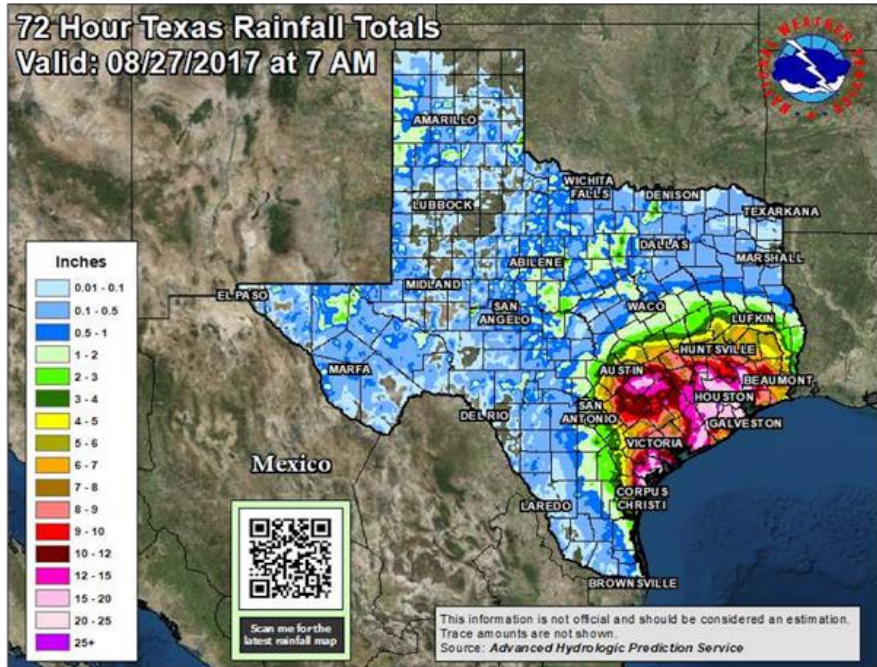 72 Hour Texas Rainfall Totals
Valid: 08/27/2017 at 7 AM
NATIONAL WEATHER SERVICE
AMARILLO
WICHITA
FALLS
DENISON
LUBBOCK
TEXARKANA
DALLAS
ABILENE
MARSHALL
MIDLAND
EL PASO
SAN
ANGELO
WACO
LUFKIN
HUNTSVILLE
MARFA
AUSTIN
BEAUMONT
HOUSTON
DEL RIO
SAN
ANTONIO
GALVESTON
VICTORIA
Mexico
CORPUS
CHRISTI
LAREDO
BROWNSVILLE
Inches
0.01 - 0.1
0.1 - 0.5
0.5 - 1
1 - 2
2 - 3
3 - 4
4 - 5
5 - 6
6 - 7
7 - 8
8 - 9
9 - 10
10 - 12
12 - 15
15 - 20
20 - 25
25+
Scan me for the
latest rainfall map
This information is not official and should be considered an estimation.
Trace amounts are not shown.
Source: Advanced Hydrologic Prediction Service